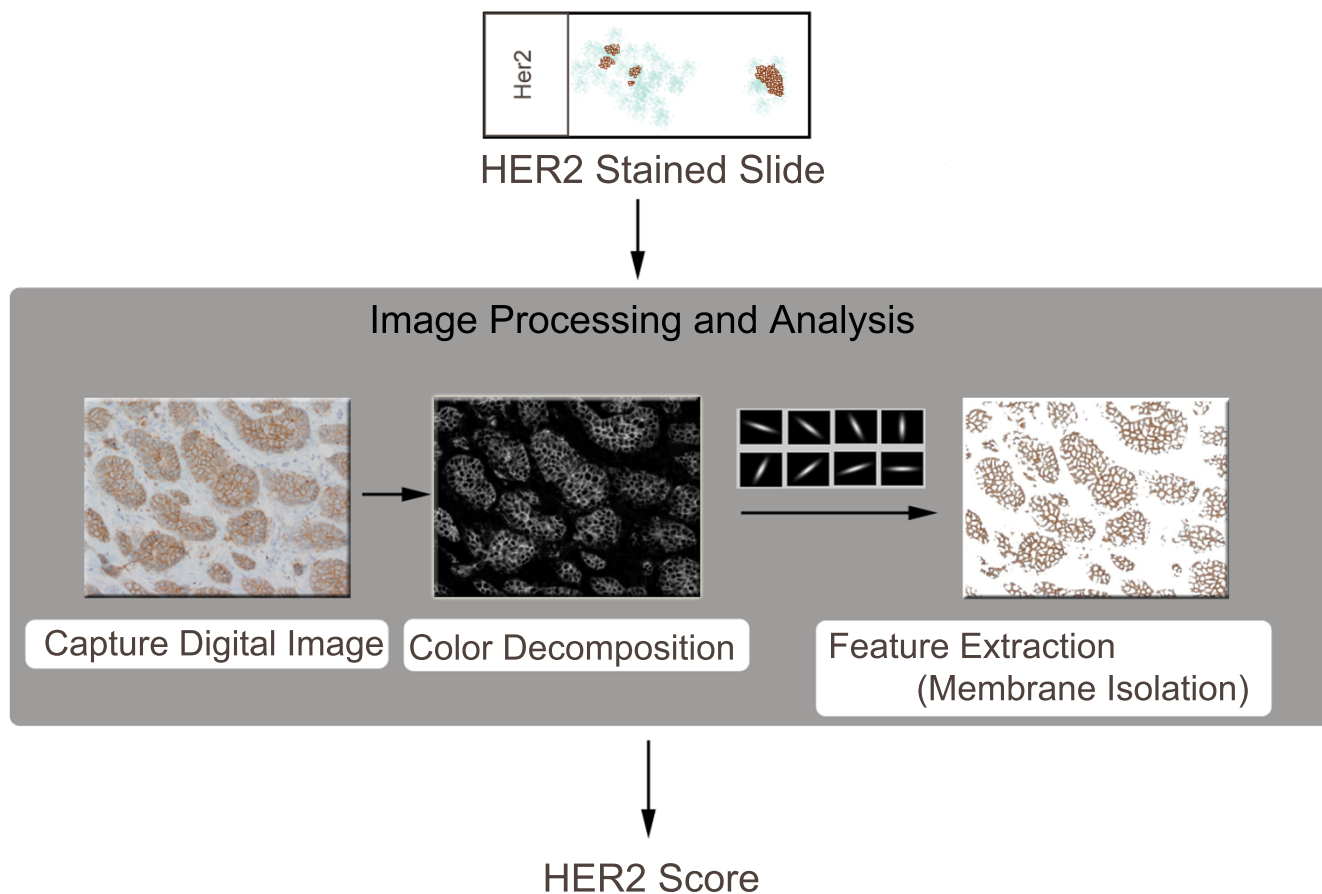 Her2
HER2 Stained Slide
Image Processing and Analysis
Capture Digital Image
Color Decomposition
Feature Extraction
(Membrane Isolation)
HER2 Score